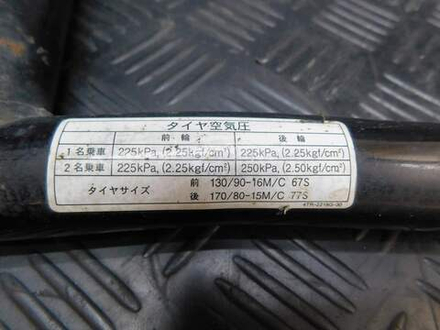 タイヤ空気圧
前 輪 後 輪
1名乗車 225kPa, (2.25kgf/cm²) 225kPa, (2.25kgf/cm²)
2名乗車 225kPa, (2.25kgf/cm²) 250kPa, (2.50kgf/cm²)
タイヤサイズ 前 130/90-16M/C 67S
後 170/80-15M/C 77S